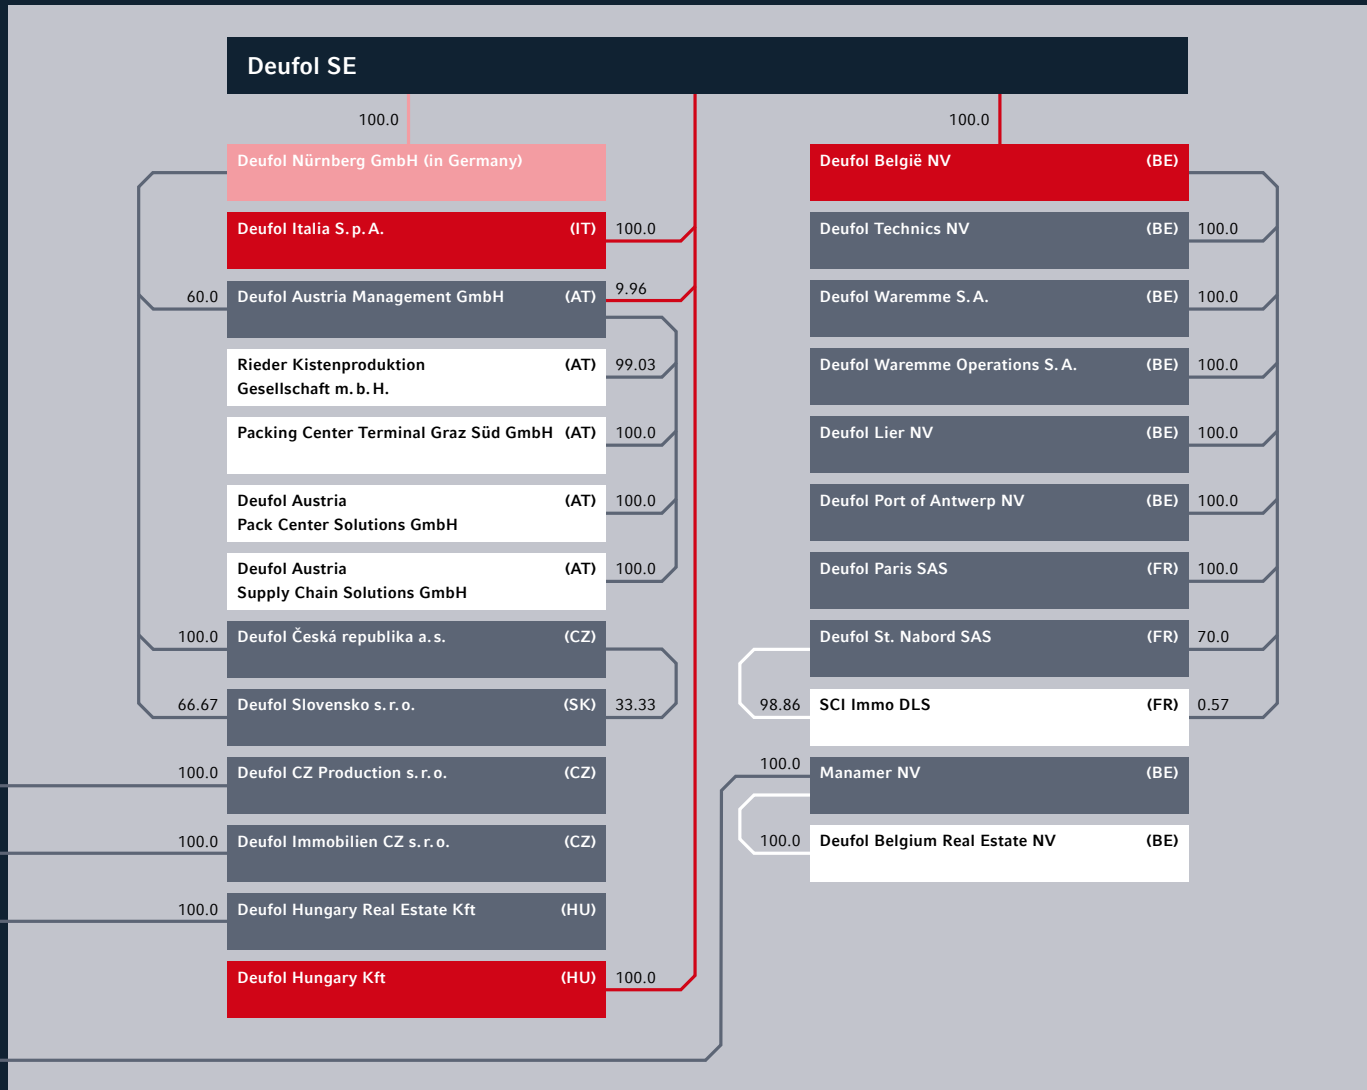 Deufol SE
100.0
Deufol Nürnberg GmbH (in Germany)
Deufol Italia S.p.A. (IT) 100.0
60.0 Deufol Austria Management GmbH (AT) 9.96
Rieder Kistenproduktion (AT) 99.03
Gesellschaft m.b.H.
Packing Center Terminal Graz Süd GmbH (AT) 100.0
Deufol Austria (AT) 100.0
Pack Center Solutions GmbH
Deufol Austria (AT) 100.0
Supply Chain Solutions GmbH
100.0 Deufol Česká republika a.s. (CZ)
66.67 Deufol Slovensko s.r.o. (SK) 33.33
100.0 Deufol CZ Production s.r.o. (CZ)
100.0 Deufol Immobilien CZ s.r.o. (CZ)
100.0 Deufol Hungary Real Estate Kft (HU)
Deufol Hungary Kft (HU) 100.0
100.0
Deufol België NV (BE)
Deufol Technics NV (BE) 100.0
Deufol Waremme S.A. (BE) 100.0
Deufol Waremme Operations S.A. (BE) 100.0
Deufol Lier NV (BE) 100.0
Deufol Port of Antwerp NV (BE) 100.0
Deufol Paris SAS (FR) 100.0
Deufol St. Nabord SAS (FR) 70.0
98.86 SCI Immo DLS (FR) 0.57
100.0 Manamer NV (BE)
100.0 Deufol Belgium Real Estate NV (BE)